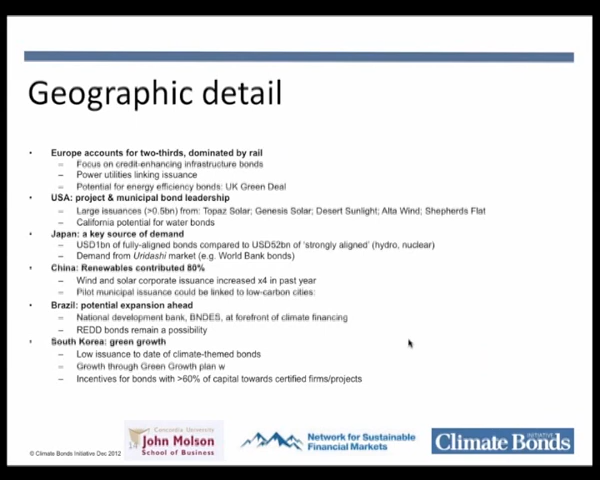 Geographic detail
• Europe accounts for two-thirds, dominated by rail
– Focus on credit-enhancing infrastructure bonds
– Power utilities linking issuance
– Potential for energy efficiency bonds: UK Green Deal
• USA: project & municipal bond leadership
– Large issuances (>0.5bn) from: Topaz Solar; Genesis Solar; Desert Sunlight; Alta Wind; Shepherds Flat
– California potential for water bonds
• Japan: a key source of demand
– USD1bn of fully-aligned bonds compared to USD52bn of ‘strongly aligned’ (hydro, nuclear)
– Demand from Uridashi market (e.g. World Bank bonds)
• China: Renewables contributed 80%
– Wind and solar corporate issuance increased x4 in past year
– Pilot municipal issuance could be linked to low-carbon cities:
• Brazil: potential expansion ahead
– National development bank, BNDES, at forefront of climate financing
– REDD bonds remain a possibility
• South Korea: green growth
– Low issuance to date of climate-themed bonds
– Growth through Green Growth plan w
– Incentives for bonds with >60% of capital towards certified firms/projects
© Climate Bonds Initiative Dec 2012
Concordia University
John Molson
School of Business
Network for Sustainable
Financial Markets
INITIATIVE
Climate Bonds